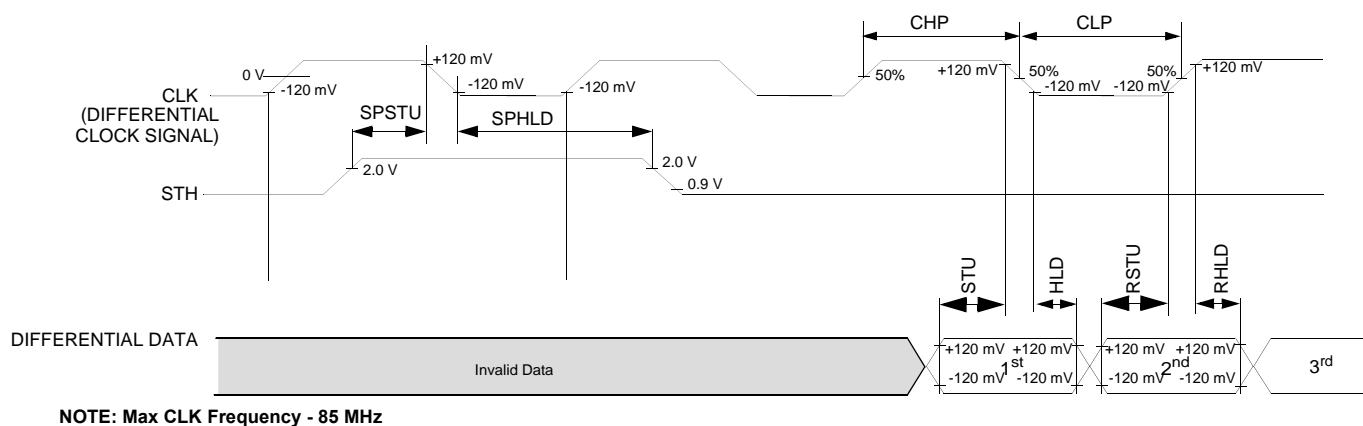 CHP CLP
+120 mV 0 V -120 mV -120 mV -120 mV 50% +120 mV 50% -120 mV -120 mV 50% +120 mV
CLK
(DIFFERENTIAL
CLOCK SIGNAL)
SPSTU SPHLD
2.0 V 2.0 V
STH 0.9 V
STU HLD RSTU RHLD
DIFFERENTIAL DATA
+120 mV +120 mV +120 mV +120 mV
Invalid Data 1st 2nd 3rd
-120 mV -120 mV -120 mV -120 mV
NOTE: Max CLK Frequency - 85 MHz